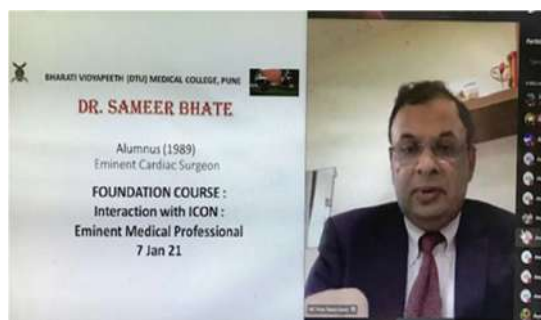 BHARATI VIDYAPEETH (DTU) MEDICAL COLLEGE, PUNE
DR. SAMEER BHATE
Alumnus (1989)
Eminent Cardiac Surgeon
FOUNDATION COURSE :
Interaction with ICON :
Eminent Medical Professional
7 Jan 21